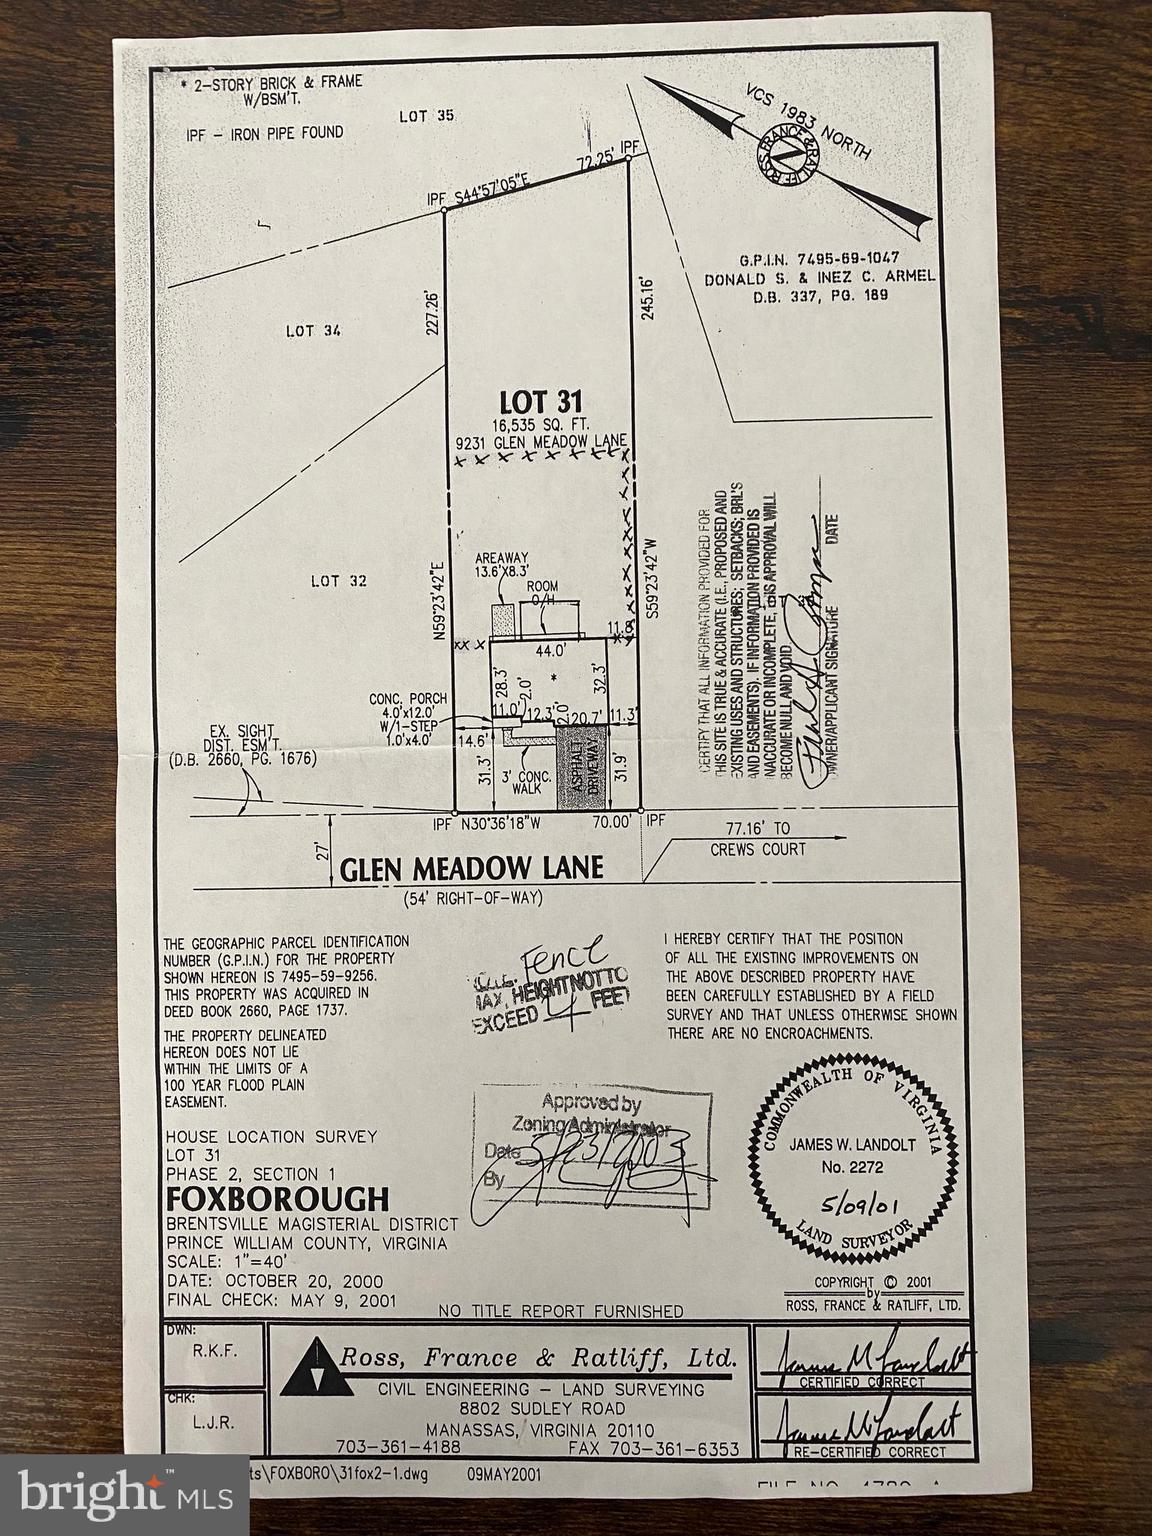 * 2-STORY BRICK & FRAME
W/BSM'T.
IPF - IRON PIPE FOUND
LOT 35
VCS 1983 NORTH
ROSS, FRANCE & RATLIFF
72.25'
IPF
IPF S44°57'05"E
G.P.I.N. 7495-69-1047
DONALD S. & INEZ C. ARMEL
D.B. 337, PG. 189
227.26'
245.16'
LOT 34
LOT 31
16,535 SQ. FT.
9231 GLEN MEADOW LANE
X X X X X X X X
LOT 32
N59°23'42"E
S59°23'42"W
AREAWAY
13.6'X8.3'
ROOM
O/H
11.8'
XX X
44.0'
*
28.3'
2.0'
32.3'
11.0'
12.3'
2.0'
20.7'
11.3'
CONC. PORCH
4.0'x12.0'
W/1-STEP
1.0'x4.0'
14.6'
31.3'
3' CONC.
WALK
ASPHALT
DRIVEWAY
31.9'
EX. SIGHT
DIST. ESM'T.
(D.B. 2660, PG. 1676)
CERTIFY THAT ALL INFORMATION PROVIDED FOR
THIS SITE IS TRUE & ACCURATE (I.E., PROPOSED AND
EXISTING USES AND STRUCTURES; SETBACKS; BRL'S
AND EASEMENTS). IF INFORMATION PROVIDED IS
INACCURATE OR INCOMPLETE, THIS APPROVAL WILL
BECOME NULL AND VOID
OWNER/APPLICANT SIGNATURE DATE
IPF N30°36'18"W 70.00' IPF
27'
77.16' TO
CREWS COURT
GLEN MEADOW LANE
(54' RIGHT-OF-WAY)
THE GEOGRAPHIC PARCEL IDENTIFICATION
NUMBER (G.P.I.N.) FOR THE PROPERTY
SHOWN HEREON IS 7495-59-9256.
THIS PROPERTY WAS ACQUIRED IN
DEED BOOK 2660, PAGE 1737.
THE PROPERTY DELINEATED
HEREON DOES NOT LIE
WITHIN THE LIMITS OF A
100 YEAR FLOOD PLAIN
EASEMENT.
Fence
MAX. HEIGHT NOT TO
EXCEED 4 FEET
I HEREBY CERTIFY THAT THE POSITION
OF ALL THE EXISTING IMPROVEMENTS ON
THE ABOVE DESCRIBED PROPERTY HAVE
BEEN CAREFULLY ESTABLISHED BY A FIELD
SURVEY AND THAT UNLESS OTHERWISE SHOWN
THERE ARE NO ENCROACHMENTS.
Approved by
Zoning Administrator
Date 5/23/2003
By
COMMONWEALTH OF VIRGINIA
JAMES W. LANDOLT
No. 2272
5/09/01
LAND SURVEYOR
HOUSE LOCATION SURVEY
LOT 31
PHASE 2, SECTION 1
FOXBOROUGH
BRENTSVILLE MAGISTERIAL DISTRICT
PRINCE WILLIAM COUNTY, VIRGINIA
SCALE: 1"=40'
DATE: OCTOBER 20, 2000
FINAL CHECK: MAY 9, 2001
NO TITLE REPORT FURNISHED
COPYRIGHT © 2001
by
ROSS, FRANCE & RATLIFF, LTD.
DWN:
R.K.F.
CHK:
L.J.R.
Ross, France & Ratliff, Ltd.
CIVIL ENGINEERING - LAND SURVEYING
8802 SUDLEY ROAD
MANASSAS, VIRGINIA 20110
703-361-4188 FAX 703-361-6353
CERTIFIED CORRECT
RE-CERTIFIED CORRECT
ts\FOXBORO\31fox2-1.dwg 09MAY2001
bright™ MLS